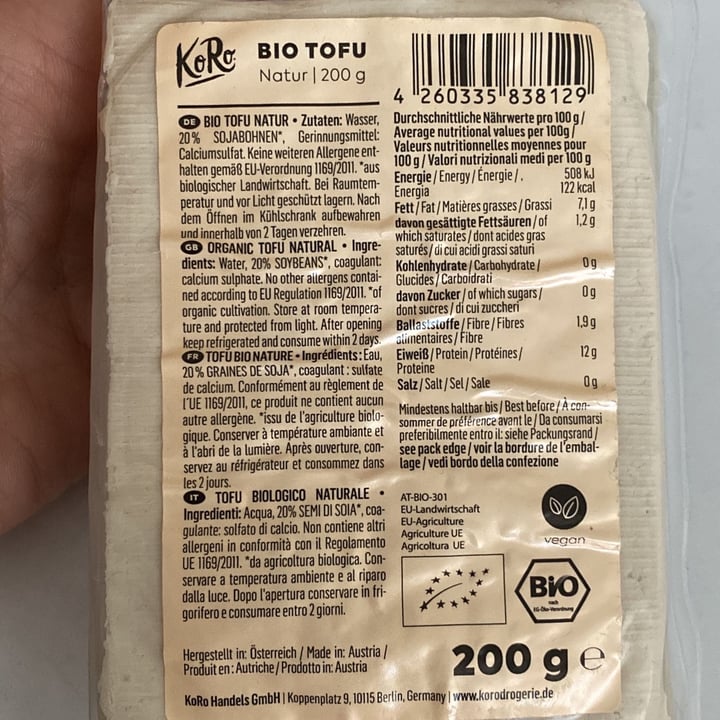 KoRo
BIO TOFU
Natur | 200 g
4 260335 838129
DE BIO TOFU NATUR • Zutaten: Wasser,
20% SOJABOHNEN*, Gerinnungsmittel:
Calciumsulfat. Keine weiteren Allergene ent-
halten gemäß EU-Verordnung 1169/2011. *aus
biologischer Landwirtschaft. Bei Raumtem-
peratur und vor Licht geschützt lagern. Nach
dem Öffnen im Kühlschrank aufbewahren
und innerhalb von 2 Tagen verzehren.
GB ORGANIC TOFU NATURAL • Ingre-
dients: Water, 20% SOYBEANS*, coagulant:
calcium sulphate. No other allergens contai-
ned according to EU Regulation 1169/2011. *of
organic cultivation. Store at room tempera-
ture and protected from light. After opening
keep refrigerated and consume within 2 days.
FR TOFU BIO NATURE • Ingrédients: Eau,
20% GRAINES DE SOJA*, coagulant : sulfate
de calcium. Conformément au règlement de
l'UE 1169/2011, ce produit ne contient aucun
autre allergène. *issu de l'agriculture biolo-
gique. Conserver à température ambiante et
à l'abri de la lumière. Après ouverture, con-
servez au réfrigérateur et consommez dans
les 2 jours.
IT TOFU BIOLOGICO NATURALE •
Ingredienti: Acqua, 20% SEMI DI SOIA*, coa-
gulante: solfato di calcio. Non contiene altri
allergeni in conformità con il Regolamento
UE 1169/2011. *da agricoltura biologica. Con-
servare a temperatura ambiente e al riparo
dalla luce. Dopo l'apertura conservare in fri-
gorifero e consumare entro 2 giorni.
Hergestellt in: Österreich / Made in: Austria /
Produit en: Autriche / Prodotto in: Austria
Durchschnittliche Nährwerte pro 100 g /
Average nutritional values per 100g /
Valeurs nutritionnelles moyennes pour
100 g / Valori nutrizionali medi per 100 g
Energie / Energy / Énergie /. 508 kJ
Energia 122 kcal
Fett / Fat / Matières grasses / Grassi 7,1 g
davon gesättigte Fettsäuren / of 1,2 g
which saturates / dont acides gras
saturés / di cui acidi grassi saturi
Kohlenhydrate / Carbohydrate / 0 g
Glucides / Carboidrati
davon Zucker / of which sugars / 0 g
dont sucres / di cui zuccheri
Ballaststoffe / Fibre / Fibres 1,9 g
alimentaires / Fibre
Eiweiß / Protein / Protéines / 12 g
Proteine
Salz / Salt / Sel / Sale 0 g
Mindestens haltbar bis / Best before / À con-
sommer de préférence avant le / Da consumarsi
preferibilmente entro il: siehe Packungsrand /
see pack edge / voir la bordure de l'embal-
lage / vedi bordo della confezione
AT-BIO-301
EU-Landwirtschaft
EU-Agriculture
Agriculture UE
Agricoltura UE
vegan
Bio
nach
EG-Öko-Verordnung
200 g e
KoRo Handels GmbH | Koppenplatz 9, 10115 Berlin, Germany | www.korodrogerie.de